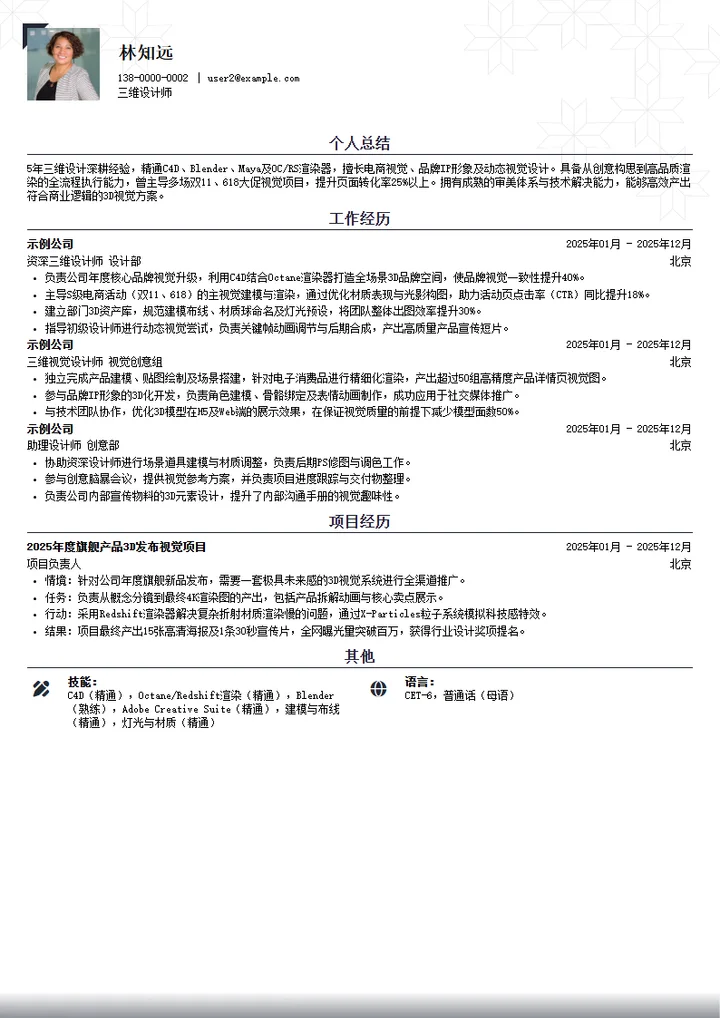 林知远
138-0000-0002 | user2@example.com
三维设计师
个人总结
5年三维设计深耕经验，精通C4D、Blender、Maya及OC/RS渲染器，擅长电商视觉、品牌IP形象及动态视觉设计。具备从创意构思到高品质渲
染的全流程执行能力，曾主导多场双11、618大促视觉项目，提升页面转化率25%以上。拥有成熟的审美体系与技术解决能力，能够高效产出
符合商业逻辑的3D视觉方案。
工作经历
示例公司 2025年01月 - 2025年12月
资深三维设计师 设计部 北京
• 负责公司年度核心品牌视觉升级，利用C4D结合Octane渲染器打造全场景3D品牌空间，使品牌视觉一致性提升40%。
• 主导S级电商活动（双11、618）的主视觉建模与渲染，通过优化材质表现与光影构图，助力活动页点击率（CTR）同比提升18%。
• 建立部门3D资产库，规范建模布线、材质球命名及灯光预设，将团队整体出图效率提升30%。
• 指导初级设计师进行动态视觉尝试，负责关键帧动画调节与后期合成，产出高质量产品宣传短片。
示例公司 2025年01月 - 2025年12月
三维视觉设计师 视觉创意组 北京
• 独立完成产品建模、贴图绘制及场景搭建，针对电子消费品进行精细化渲染，产出超过50组高精度产品详情页视觉图。
• 参与品牌IP形象的3D化开发，负责角色建模、骨骼绑定及表情动画制作，成功应用于社交媒体推广。
• 与技术团队协作，优化3D模型在H5及Web端的展示效果，在保证视觉质量的前提下减少模型面数50%。
示例公司 2025年01月 - 2025年12月
助理设计师 创意部 北京
• 协助资深设计师进行场景道具建模与材质调整，负责后期PS修图与调色工作。
• 参与创意脑暴会议，提供视觉参考方案，并负责项目进度跟踪与交付物整理。
• 负责公司内部宣传物料的3D元素设计，提升了内部沟通手册的视觉趣味性。
项目经历
2025年度旗舰产品3D发布视觉项目 2025年01月 - 2025年12月
项目负责人 北京
• 情境：针对公司年度旗舰新品发布，需要一套极具未来感的3D视觉系统进行全渠道推广。
• 任务：负责从概念分镜到最终4K渲染图的产出，包括产品拆解动画与核心卖点展示。
• 行动：采用Redshift渲染器解决复杂折射材质渲染慢的问题，通过X-Particles粒子系统模拟科技感特效。
• 结果：项目最终产出15张高清海报及1条30秒宣传片，全网曝光量突破百万，获得行业设计奖项提名。
其他
技能：
C4D（精通），Octane/Redshift渲染（精通），Blender
（熟练），Adobe Creative Suite（精通），建模与布线
（精通），灯光与材质（精通）
语言：
CET-6，普通话（母语）